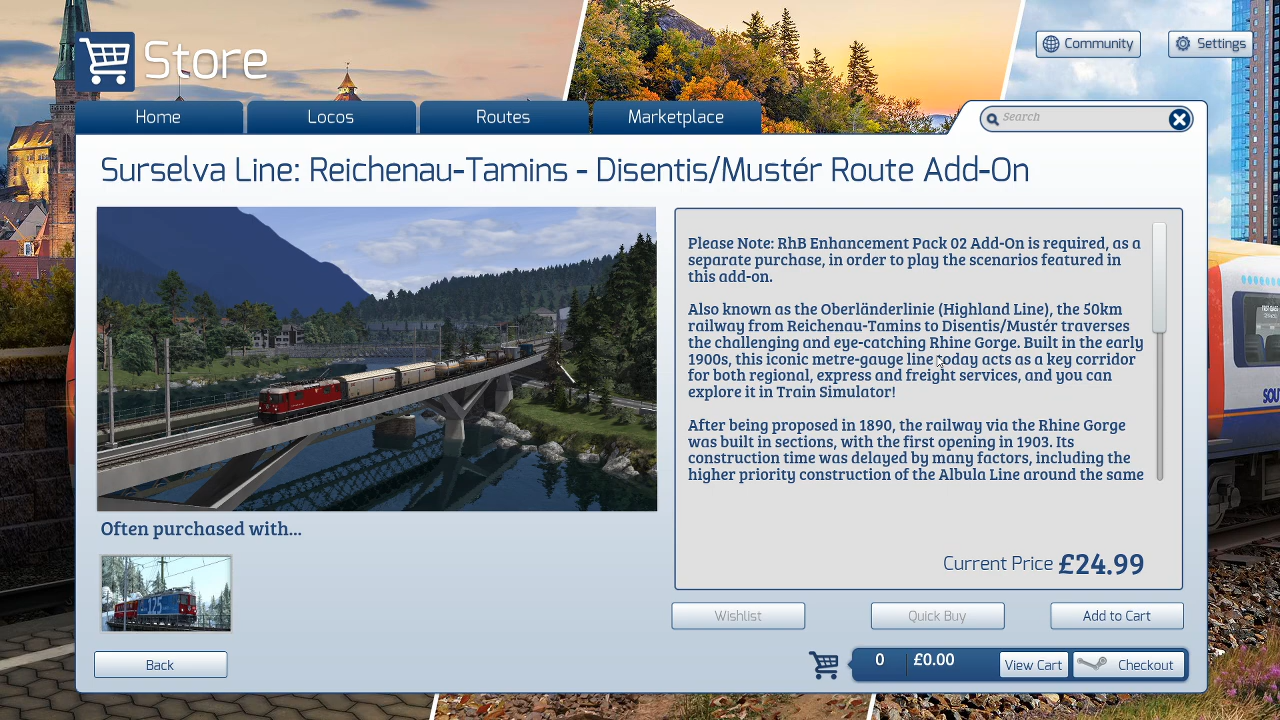 Store
Community
Settings
Home
Locos
Routes
Marketplace
Search
Surselva Line: Reichenau-Tamins - Disentis/Mustér Route Add-On
Please Note: RhB Enhancement Pack 02 Add-On is required, as a
separate purchase, in order to play the scenarios featured in
this add-on.
Also known as the Oberländerlinie (Highland Line), the 50km
railway from Reichenau-Tamins to Disentis/Mustér traverses
the challenging and eye-catching Rhine Gorge. Built in the early
1900s, this iconic metre-gauge line today acts as a key corridor
for both regional, express and freight services, and you can
explore it in Train Simulator!
After being proposed in 1890, the railway via the Rhine Gorge
was built in sections, with the first opening in 1903. Its
construction time was delayed by many factors, including the
higher priority construction of the Albula Line around the same
Current Price £24.99
Often purchased with...
125
Wishlist
Quick Buy
Add to Cart
Back
0
£0.00
View Cart
Checkout
SOU